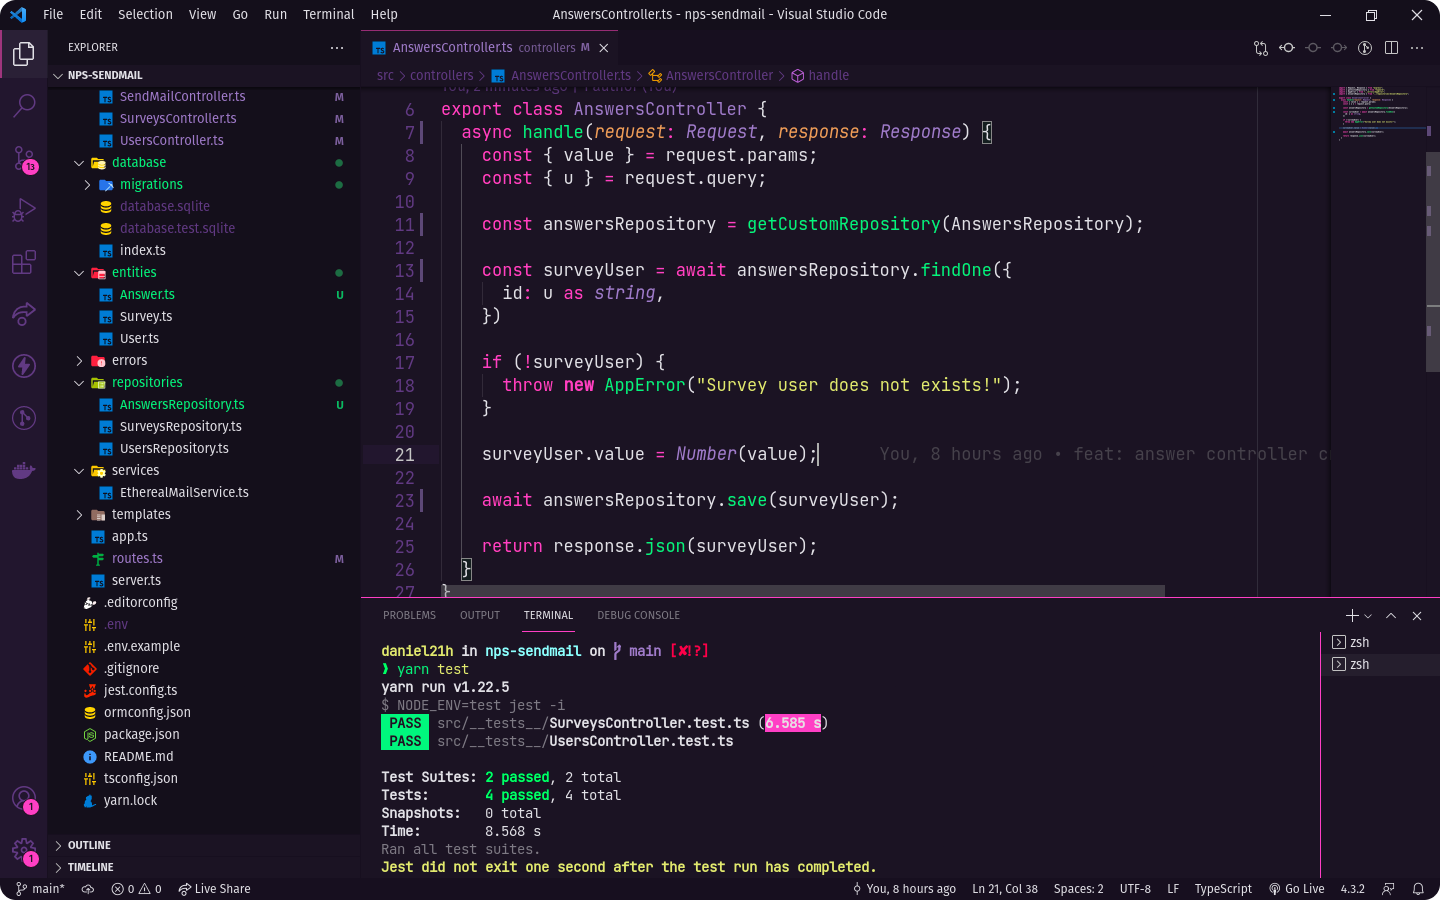 File Edit Selection View Go Run Terminal Help
AnswersController.ts - nps-sendmail - Visual Studio Code
EXPLORER
NPS-SENDMAIL
SendMailController.ts M
SurveysController.ts M
UsersController.ts M
database
migrations
database.sqlite
database.test.sqlite
index.ts
entities
Answer.ts U
Survey.ts
User.ts
errors
repositories
AnswersRepository.ts U
SurveysRepository.ts
UsersRepository.ts
services
EtherealMailService.ts
templates
app.ts
routes.ts M
server.ts
.editorconfig
.env
.env.example
.gitignore
jest.config.ts
ormconfig.json
package.json
README.md
tsconfig.json
yarn.lock
OUTLINE
TIMELINE
13
1
1
AnswersController.ts controllers M
src > controllers > AnswersController.ts > AnswersController > handle
You, 2 minutes ago | 1 author (You)
6 export class AnswersController {
7 async handle(request: Request, response: Response) {
8 const { value } = request.params;
9 const { u } = request.query;
10
11 const answersRepository = getCustomRepository(AnswersRepository);
12
13 const surveyUser = await answersRepository.findOne({
14 id: u as string,
15 })
16
17 if (!surveyUser) {
18 throw new AppError("Survey user does not exists!");
19 }
20
21 surveyUser.value = Number(value); You, 8 hours ago • feat: answer controller c
22
23 await answersRepository.save(surveyUser);
24
25 return response.json(surveyUser);
26 }
27 }
PROBLEMS OUTPUT TERMINAL DEBUG CONSOLE
daniel21h in nps-sendmail on main [✘!?]
❯ yarn test
yarn run v1.22.5
$ NODE_ENV=test jest -i
PASS src/__tests__/SurveysController.test.ts (6.585 s)
PASS src/__tests__/UsersController.test.ts
Test Suites: 2 passed, 2 total
Tests: 4 passed, 4 total
Snapshots: 0 total
Time: 8.568 s
Ran all test suites.
Jest did not exit one second after the test run has completed.
zsh
zsh
main* 0 0 Live Share
You, 8 hours ago Ln 21, Col 38 Spaces: 2 UTF-8 LF TypeScript Go Live 4.3.2